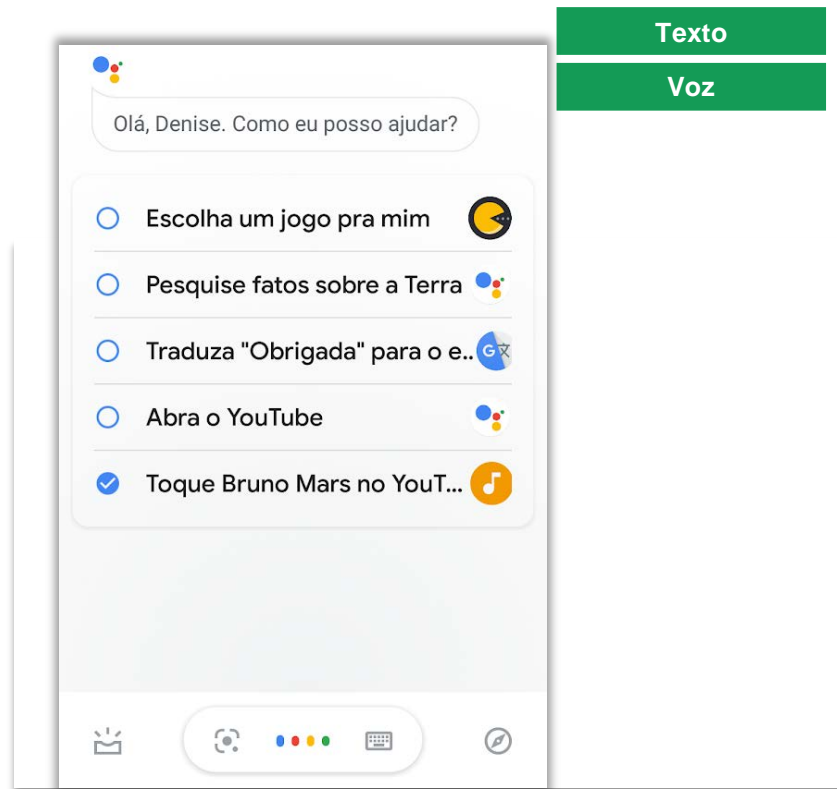 Texto
Voz
Olá, Denise. Como eu posso ajudar?
Escolha um jogo pra mim
Pesquise fatos sobre a Terra
Traduza "Obrigada" para o e..
Abra o YouTube
Toque Bruno Mars no YouT...